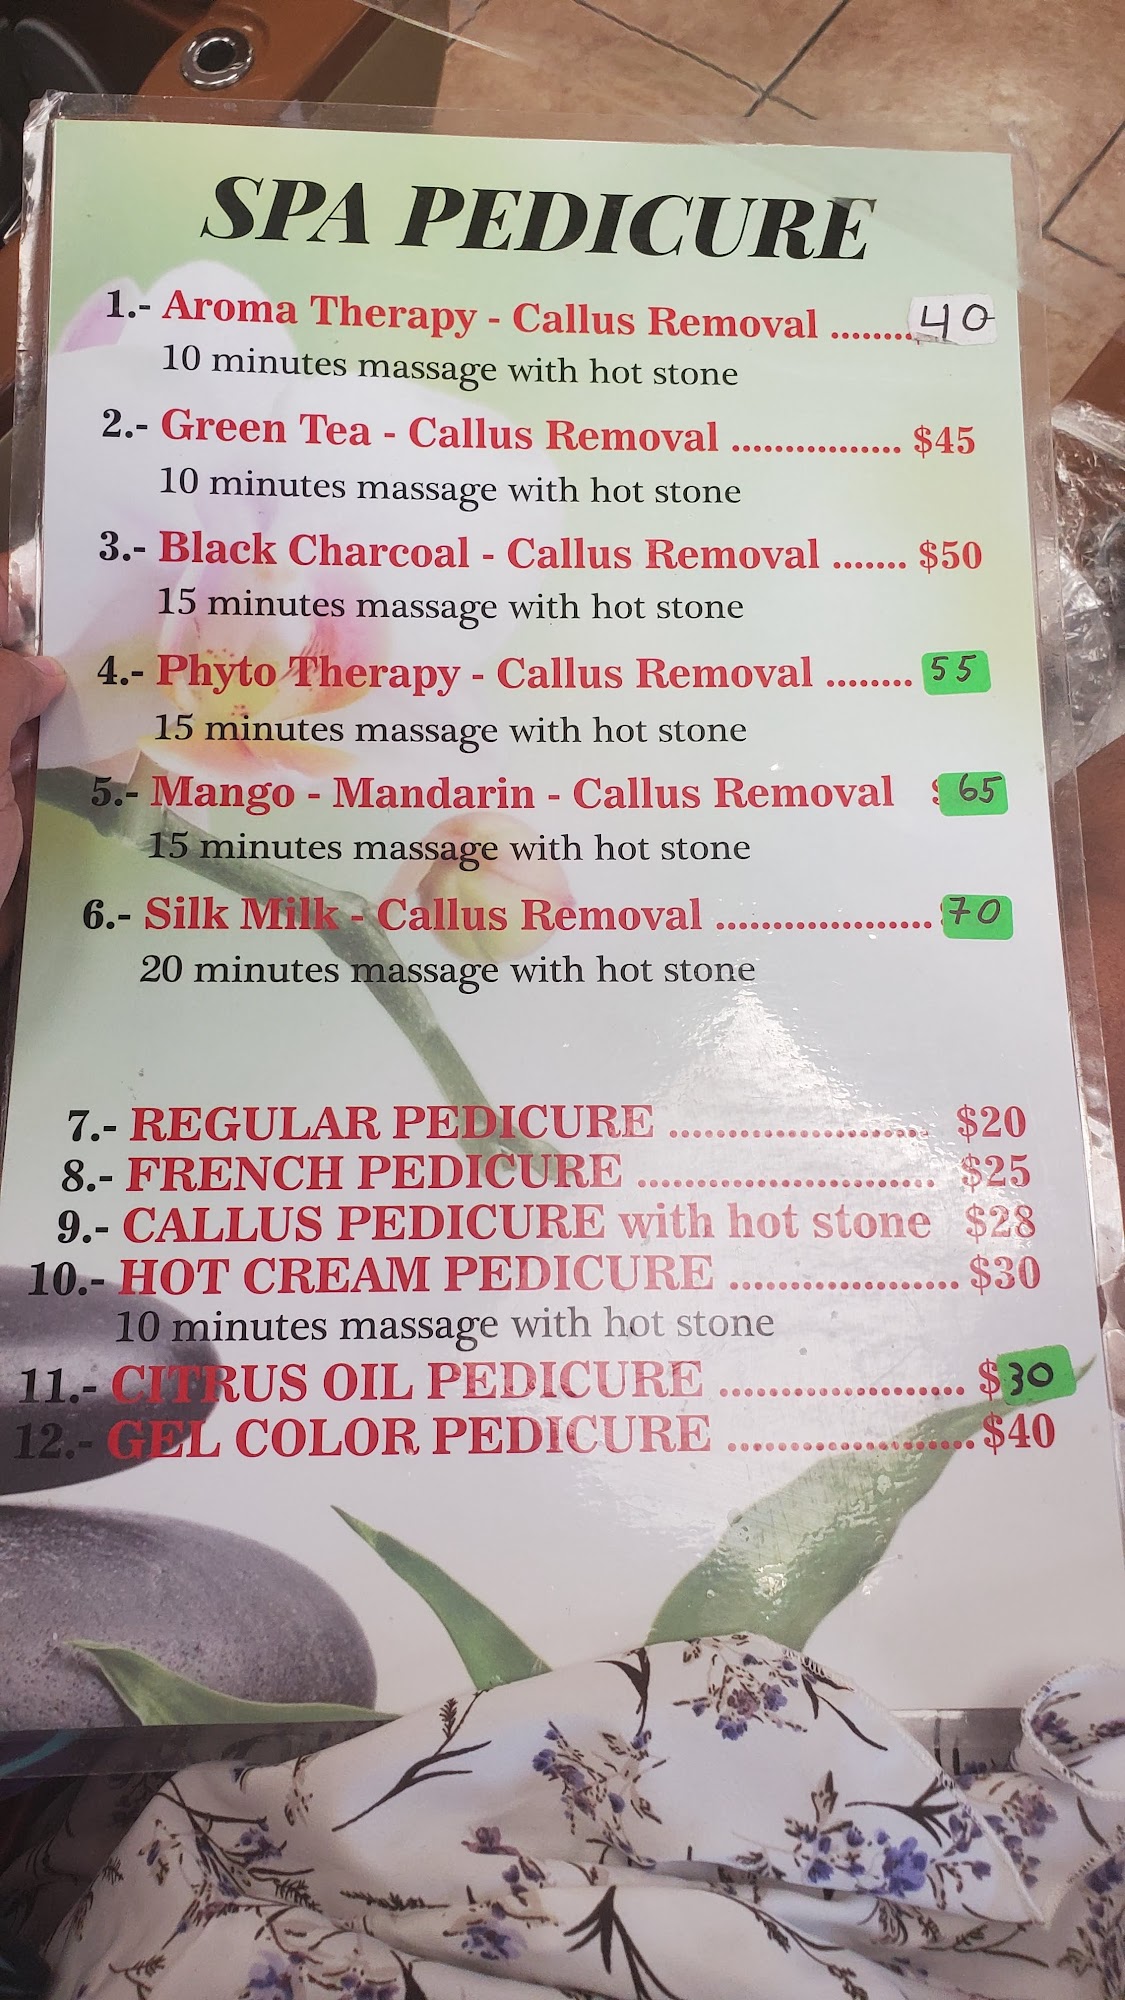 SPA PEDICURE
1.- Aroma Therapy - Callus Removal ........40
10 minutes massage with hot stone
2.- Green Tea - Callus Removal ................ $45
10 minutes massage with hot stone
3.- Black Charcoal - Callus Removal ....... $50
15 minutes massage with hot stone
4.- Phyto Therapy - Callus Removal ........ 55
15 minutes massage with hot stone
5.- Mango - Mandarin - Callus Removal $65
15 minutes massage with hot stone
6.- Silk Milk - Callus Removal ................... 70
20 minutes massage with hot stone
7.- REGULAR PEDICURE ...................... $20
8.- FRENCH PEDICURE ......................... $25
9.- CALLUS PEDICURE with hot stone $28
10.- HOT CREAM PEDICURE .................... $30
10 minutes massage with hot stone
11.- CITRUS OIL PEDICURE ..................... $30
12.- GEL COLOR PEDICURE ..................... $40